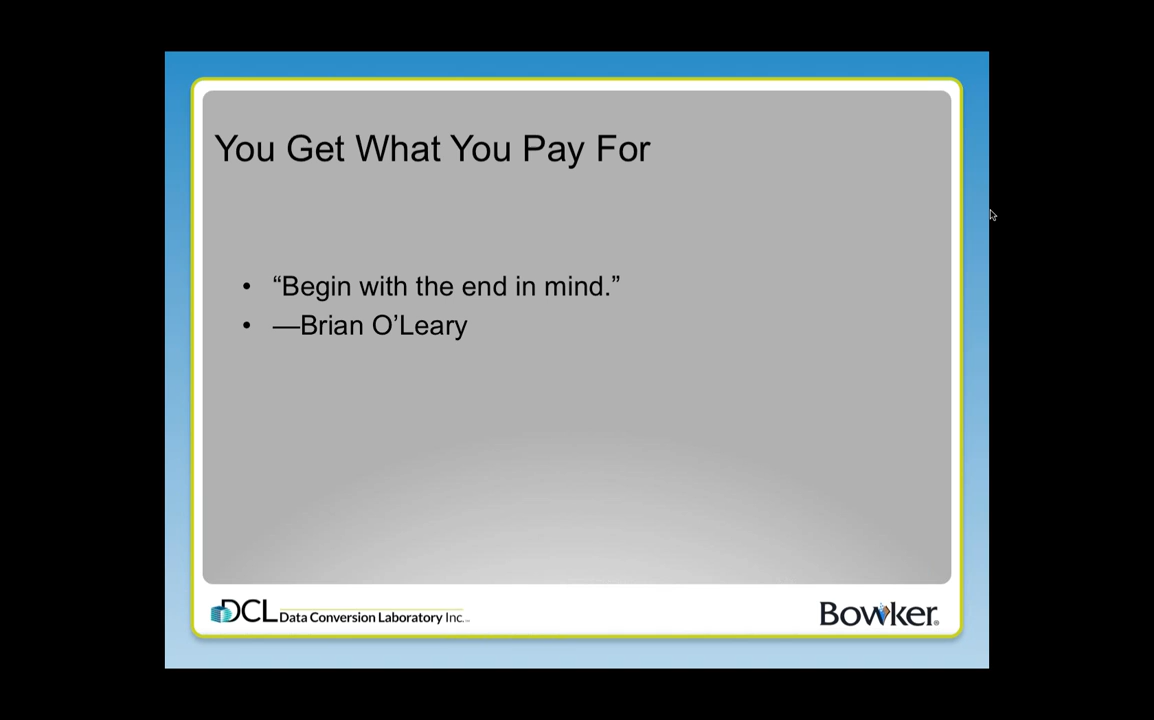 You Get What You Pay For
• “Begin with the end in mind.”
• —Brian O’Leary
DCL Data Conversion Laboratory Inc.
Bowker®